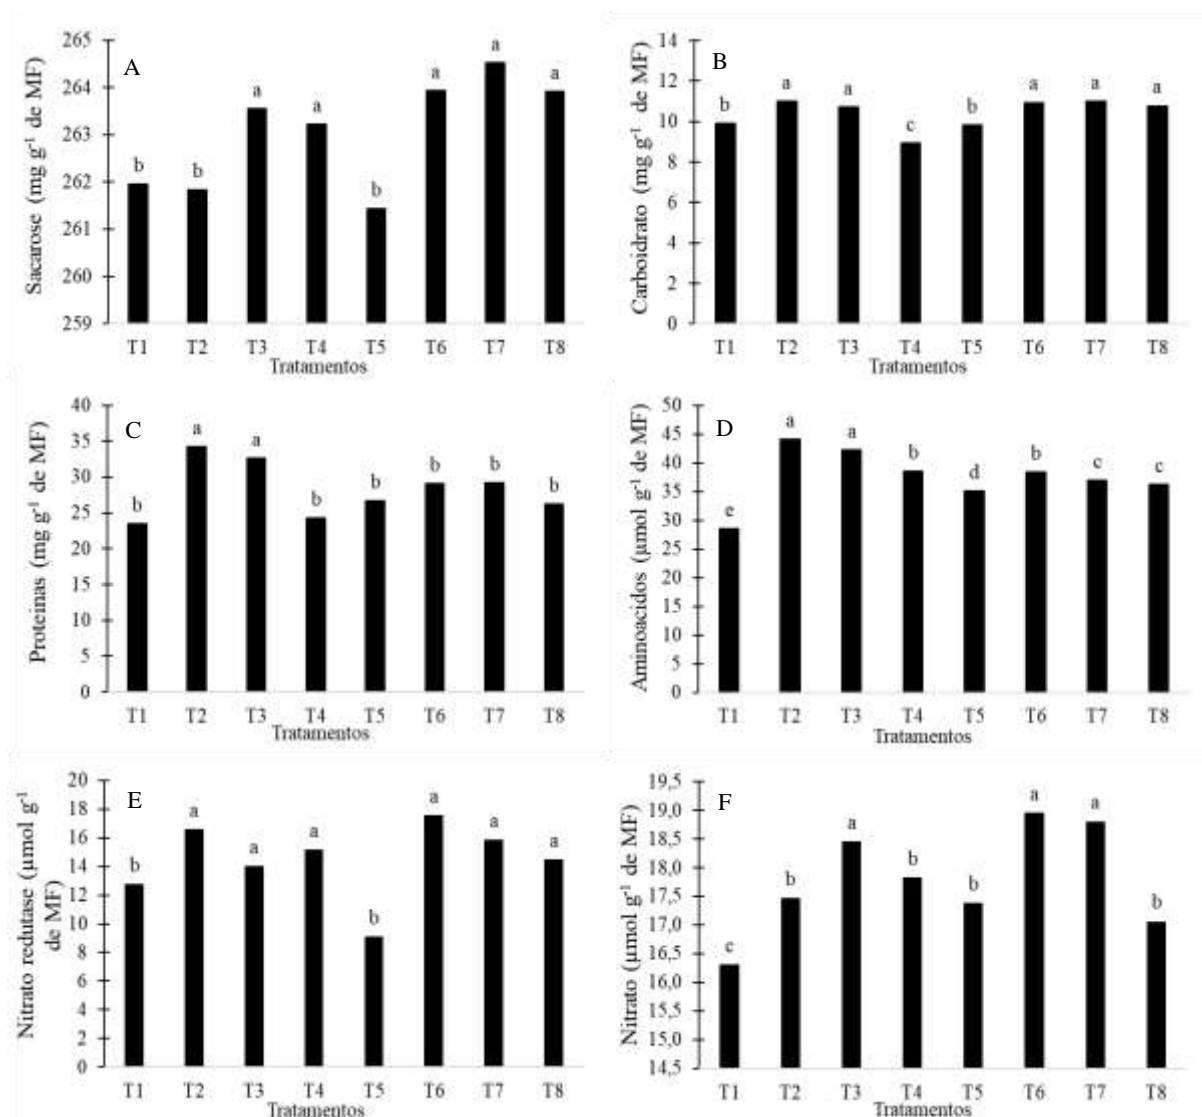 A
Sacarose (mg g⁻¹ de MF)
265
264
263
262
261
260
259
b
b
a
a
b
a
a
a
T1 T2 T3 T4 T5 T6 T7 T8
Tratamentos
B
Carboidrato (mg g⁻¹ de MF)
14
12
10
8
6
4
2
0
b
a
a
c
b
a
a
a
T1 T2 T3 T4 T5 T6 T7 T8
Tratamentos
C
Proteinas (mg g⁻¹ de MF)
40
35
30
25
20
15
10
5
0
b
a
a
b
b
b
b
b
T1 T2 T3 T4 T5 T6 T7 T8
Tratamentos
D
Aminoacidos (µmol g⁻¹ de MF)
50
45
40
35
30
25
20
15
10
5
0
e
a
a
b
d
b
c
c
T1 T2 T3 T4 T5 T6 T7 T8
Tratamentos
E
Nitrato redutase (µmol g⁻¹
de MF)
20
18
16
14
12
10
8
6
4
2
0
b
a
a
a
b
a
a
a
T1 T2 T3 T4 T5 T6 T7 T8
Tratamentos
F
Nitrato (µmol g⁻¹ de MF)
19,5
19,0
18,5
18,0
17,5
17,0
16,5
16,0
15,5
15,0
14,5
c
b
a
b
b
a
a
b
T1 T2 T3 T4 T5 T6 T7 T8
Tratamentos